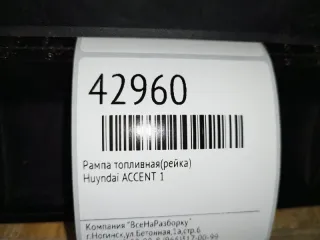 42960
Рампа топливная(рейка)
Huyndai ACCENT 1
Компания "ВсеНаРазборку"
г.Ногинск,ул.Бетонная,1а,стр.6